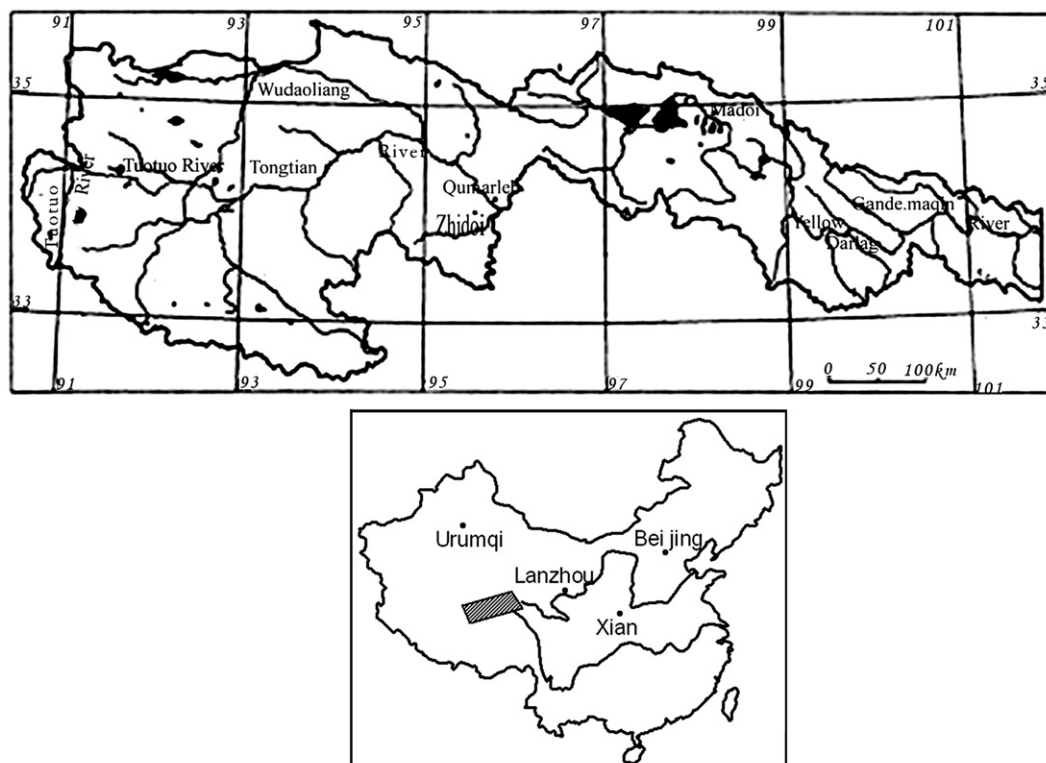 91 93 95 97 99 101
35 35
Wudaoliang
Madoi
Tuotuo River
Tongtian
River
Qumarleb
Zhidoi
Tuotuo
River
Gande.maqin
Yellow
River
Darlag
33 33
0 50 100km
91 93 95 97 99 101
Urumqi
Bei jing
Lanzhou
Xian